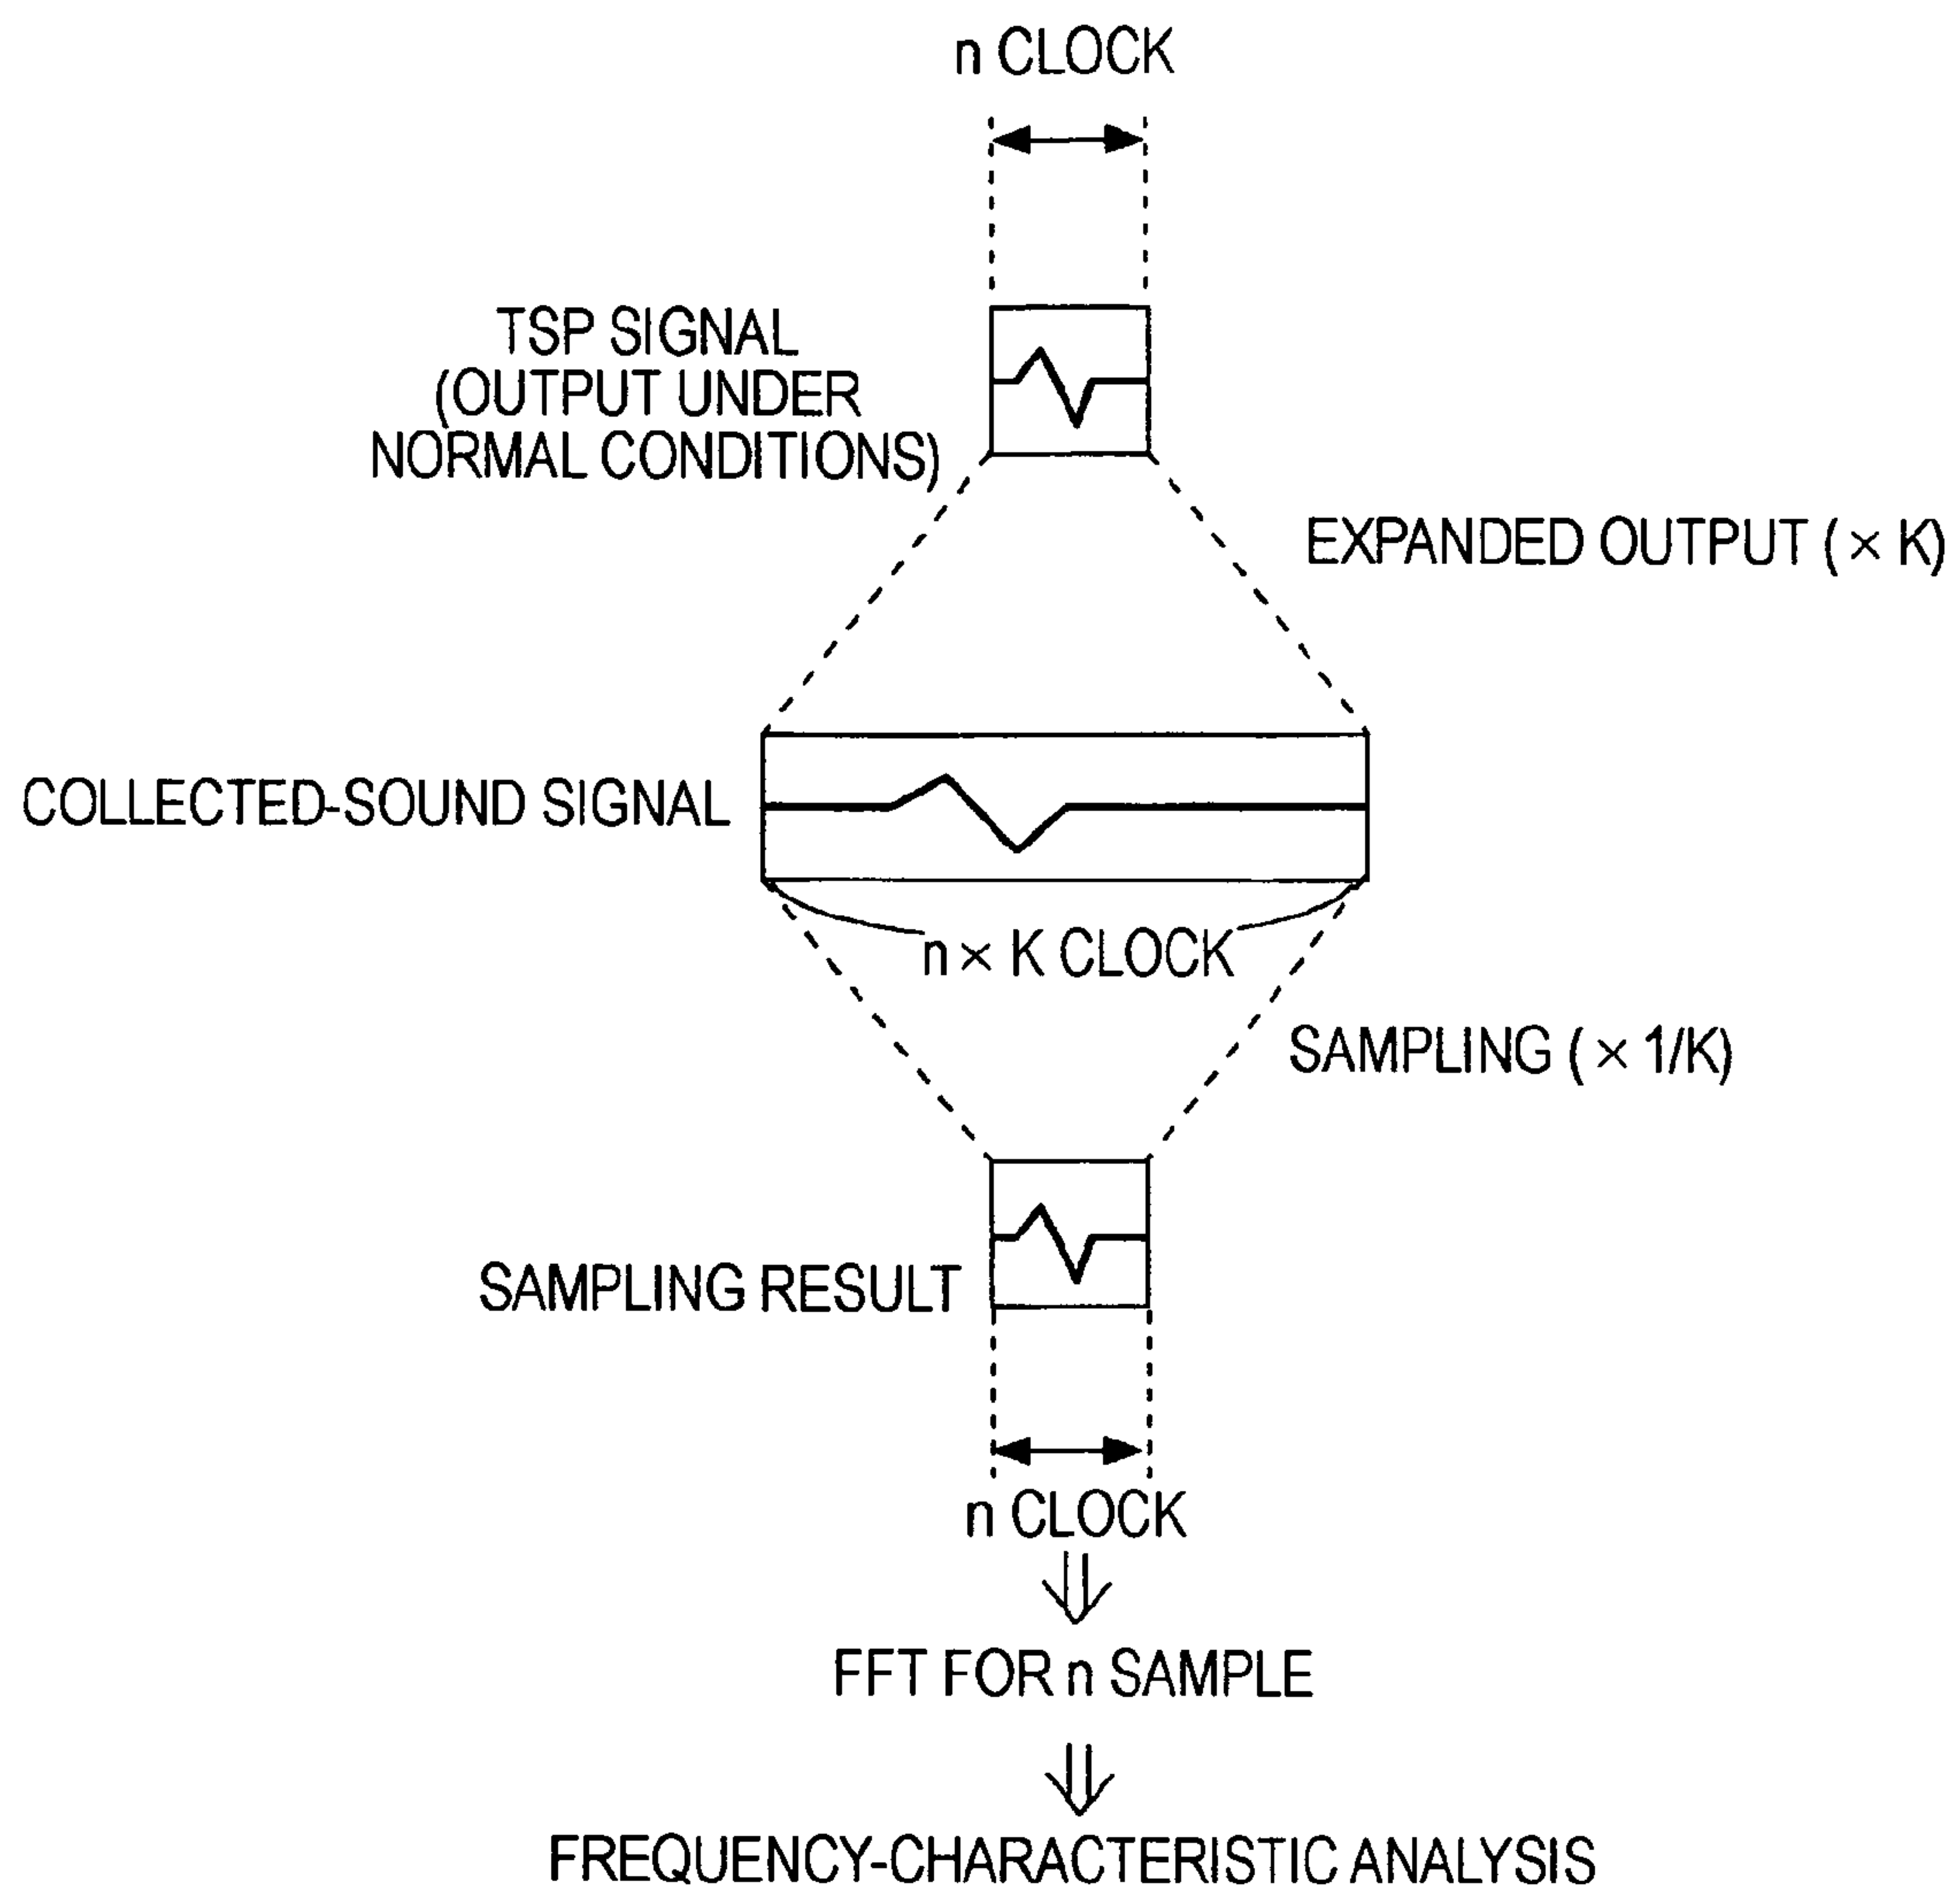 n CLOCK
TSP SIGNAL
(OUTPUT UNDER
NORMAL CONDITIONS)
EXPANDED OUTPUT ( × K)
COLLECTED-SOUND SIGNAL
n × K CLOCK
SAMPLING ( × 1/K)
SAMPLING RESULT
n CLOCK
FFT FOR n SAMPLE
FREQUENCY-CHARACTERISTIC ANALYSIS